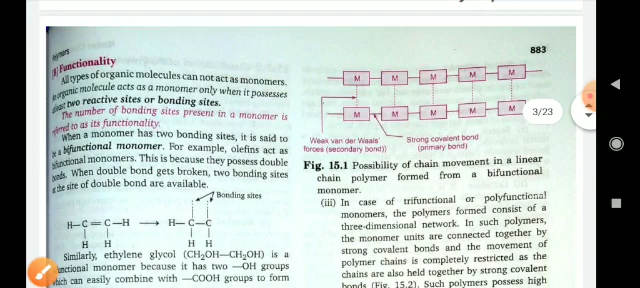 Polymers
883
[B] Functionality
All types of organic molecules can not act as monomers.
organic molecule acts as a monomer only when it possesses
two reactive sites or bonding sites.
The number of bonding sites present in a monomer is
referred to as its functionality.
When a monomer has two bonding sites, it is said to
be a bifunctional monomer. For example, olefins act as
bifunctional monomers. This is because they possess double
bonds. When double bond gets broken, two bonding sites
at the site of double bond are available.
Bonding sites
H—C=C—H ⟶ H—C—C
H H H H
Similarly, ethylene glycol (CH₂OH—CH₂OH) is a
bifunctional monomer because it has two —OH groups
which can easily combine with —COOH groups to form
M M M M M
M M M M M
3/23
Weak van der Waals' Strong covalent bond
forces (secondary bond)) (primary bond)
Fig. 15.1 Possibility of chain movement in a linear
chain polymer formed from a bifunctional
monomer.
(iii) In case of trifunctional or polyfunctional
monomers, the polymers formed consist of a
three-dimensional network. In such polymers,
the monomer units are connected together by
strong covalent bonds and the movement of
polymer chains is completely restricted as the
chains are also held together by strong covalent
bonds (Fig. 15.2). Such polymers possess high